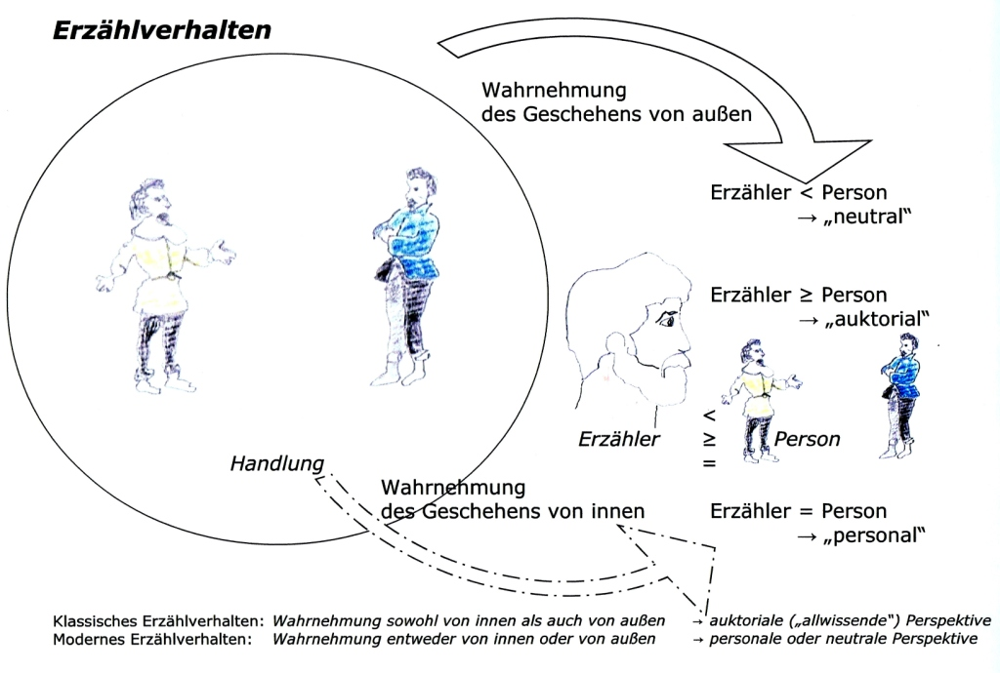 Erzählverhalten
Wahrnehmung
des Geschehens von außen
Erzähler < Person
→ „neutral“
Erzähler ≥ Person
→ „auktorial“
<
Erzähler ≥ Person
=
Handlung
Wahrnehmung
des Geschehens von innen
Erzähler = Person
→ „personal“
Klassisches Erzählverhalten: Wahrnehmung sowohl von innen als auch von außen → auktoriale („allwissende“) Perspektive
Modernes Erzählverhalten: Wahrnehmung entweder von innen oder von außen → personale oder neutrale Perspektive